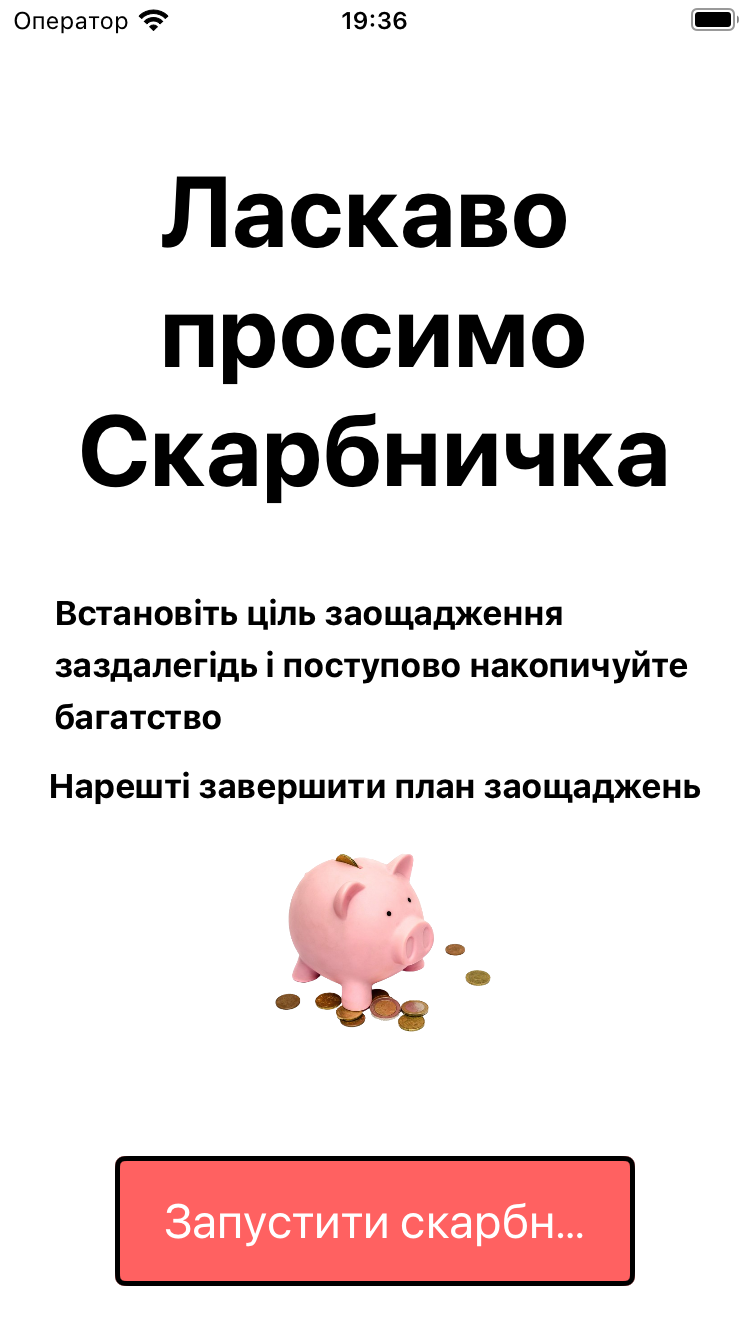 Оператор 19:36
Ласкаво
просимо
Скарбничка
Встановіть ціль заощадження
заздалегідь і поступово накопичуйте
багатство
Нарешті завершити план заощаджень
Запустити скарбн...